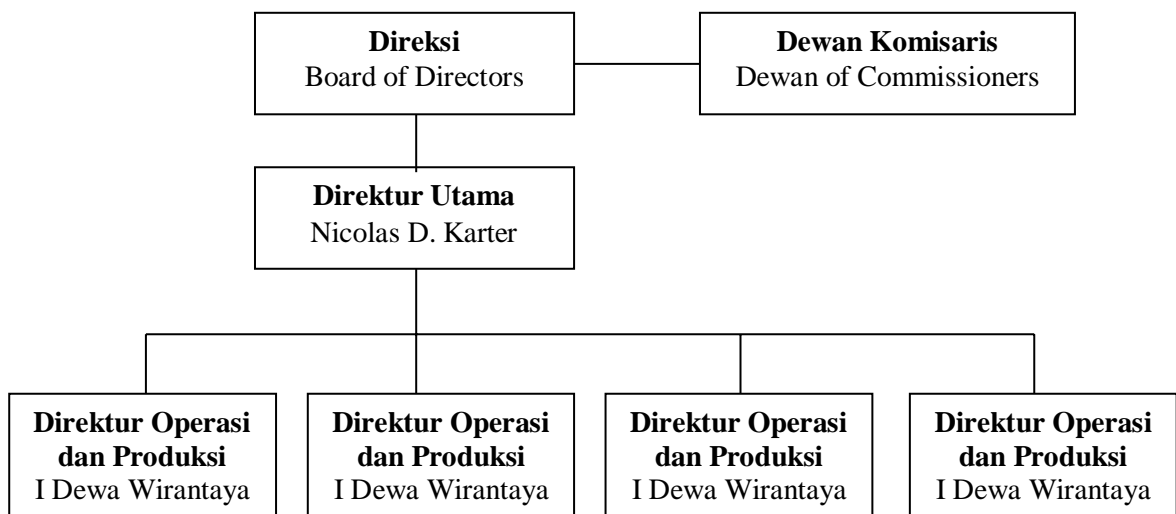 Direksi
Board of Directors
Dewan Komisaris
Dewan of Commissioners
Direktur Utama
Nicolas D. Karter
Direktur Operasi
dan Produksi
I Dewa Wirantaya
Direktur Operasi
dan Produksi
I Dewa Wirantaya
Direktur Operasi
dan Produksi
I Dewa Wirantaya
Direktur Operasi
dan Produksi
I Dewa Wirantaya